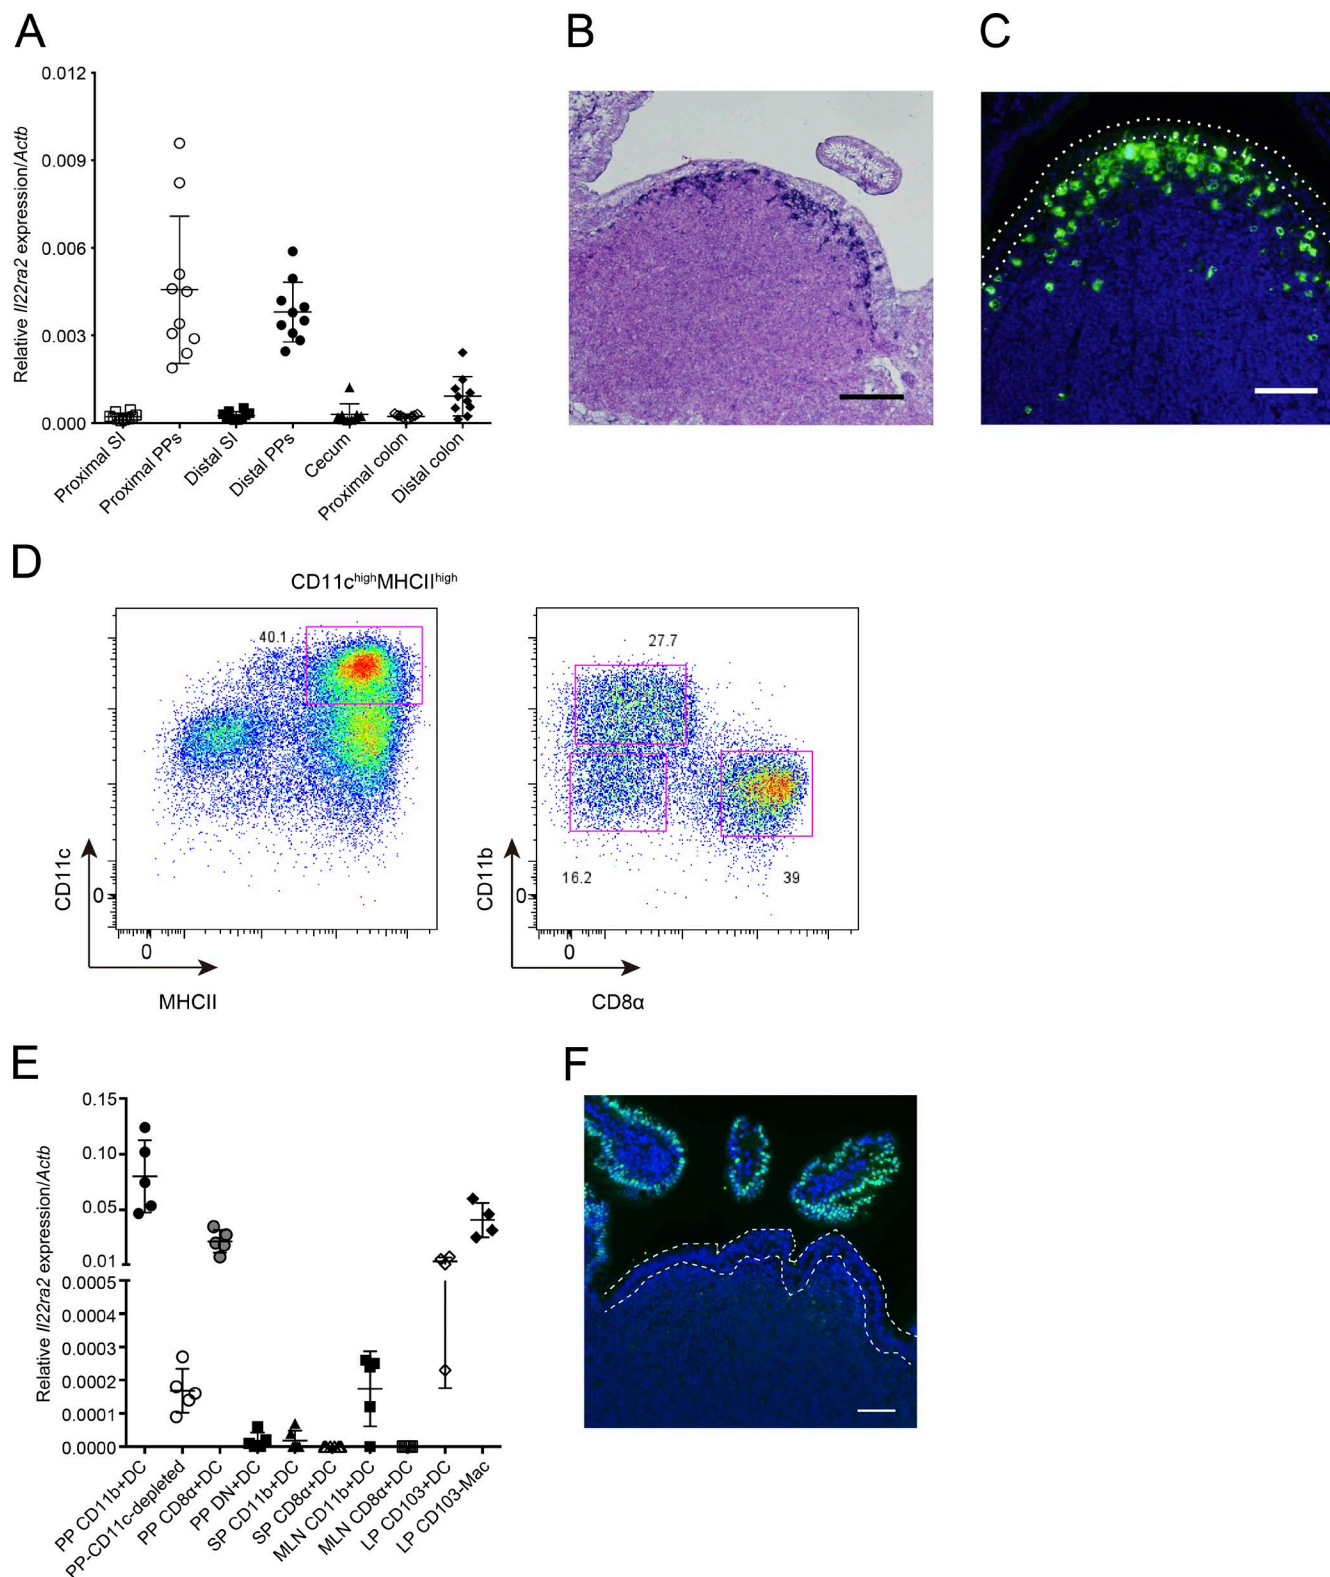 A
B
C
0.012
0.009
0.006
0.003
0.000
Relative Il22ra2 expression/Actb
Proximal SI
Proximal PPs
Distal SI
Distal PPs
Cecum
Proximal colon
Distal colon
D
CD11chighMHCIIhigh
40.1
CD11c
0
0
MHCII
27.7
16.2
39
CD11b
0
0
CD8α
E
0.15
0.10
0.05
0.01
0.0005
0.0004
0.0003
0.0002
0.0001
0.0000
Relative Il22ra2 expression/Actb
PP CD11b+DC
PP-CD11c-depleted
PP CD8α+DC
PP DN+DC
SP CD11b+DC
SP CD8α+DC
MLN CD11b+DC
MLN CD8α+DC
LP CD103+DC
LP CD103-Mac
F